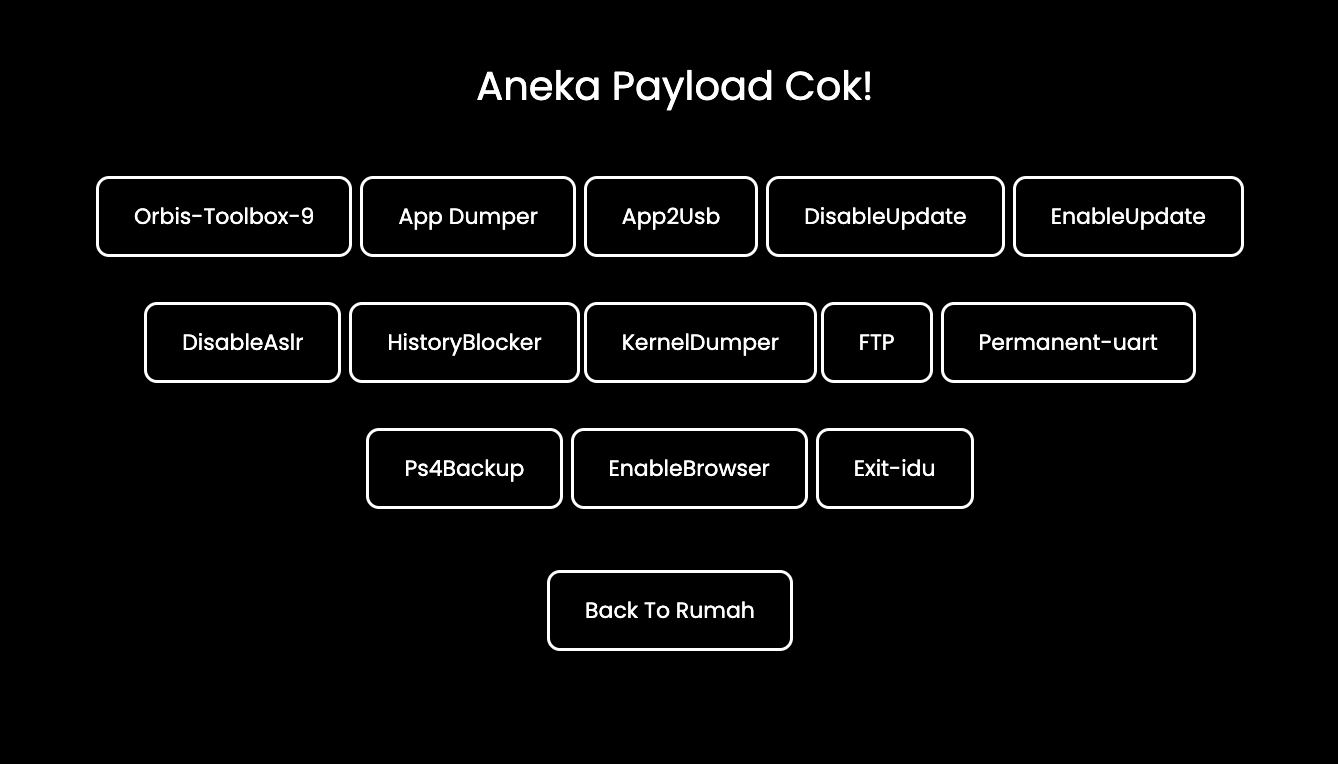 Aneka Payload Cok!
Orbis-Toolbox-9 App Dumper App2Usb DisableUpdate EnableUpdate
DisableAslr HistoryBlocker KernelDumper FTP Permanent-uart
Ps4Backup EnableBrowser Exit-idu
Back To Rumah